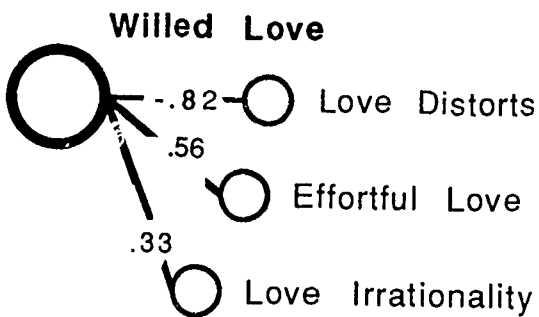 Willed Love
-.82 Love Distorts
.56
Effortful Love
.33
Love Irrationality